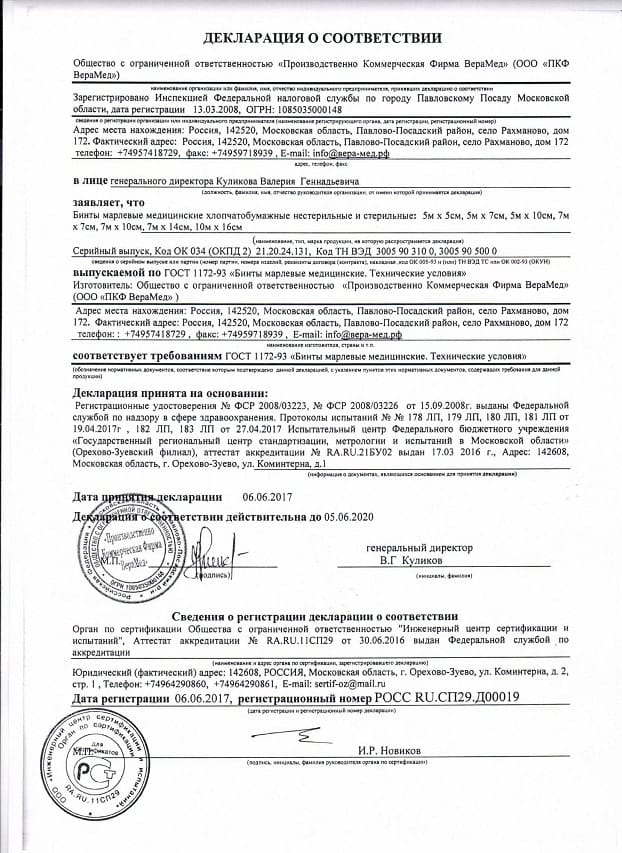 ДЕКЛАРАЦИЯ О СООТВЕТСТВИИ
Общество с ограниченной ответственностью «Производственно Коммерческая Фирма ВераМед» (ООО «ПКФ
ВераМед»)
наименование организации или фамилия, имя, отчество индивидуального предпринимателя, принявших декларацию о соответствии
Зарегистрировано Инспекцией Федеральной налоговой службы по городу Павловскому Посаду Московской
области, дата регистрации 13.03.2008, ОГРН: 1085035000148
сведения о регистрации организации или индивидуального предпринимателя (наименование регистрирующего органа, дата регистрации, регистрационный номер)
Адрес места нахождения: Россия, 142520, Московская область, Павлово-Посадский район, село Рахманово, дом
172. Фактический адрес: Россия, 142520, Московская область, Павлово-Посадский район, село Рахманово, дом 172
телефон: +74957418729, факс: +74957418939 , E-mail: info@вера-мед.рф
адрес, телефон, факс
в лице генерального директора Куликова Валерия Геннадьевича
(должность, фамилия, имя, отчество руководителя организации, от имени которой принимается декларация)
заявляет, что
Бинты марлевые медицинские хлопчатобумажные нестерильные и стерильные: 5м х 5см, 5м х 7см, 5м х 10см, 7м
х 7см, 7м х 10см, 7м х 14см, 10м х 16см
(наименование, тип, марка продукции, на которую распространяется декларация)
Серийный выпуск, Код ОК 034 (ОКПД 2) 21.20.24.131, Код ТН ВЭД 3005 90 310 0, 3005 90 500 0
сведения о серийном выпуске или партии (номер партии, номера изделий, реквизиты договора (контракта), накладная ,код ОК 005-93 и (или) ТН ВЭД ТС или ОК 002-93 (ОКУН)
выпускаемой по ГОСТ 1172-93 «Бинты марлевые медицинские. Технические условия»
Изготовитель: Общество с ограниченной ответственностью «Производственно Коммерческая Фирма ВераМед»
(ООО «ПКФ ВераМед» )
Адрес места нахождения: Россия, 142520, Московская область, Павлово-Посадский район, село Рахманово, дом
172. Фактический адрес: Россия, 142520, Московская область, Павлово-Посадский район, село Рахманово, дом 172
телефон: : +74957418729 , факс: +74957418939 , E-mail: info@вера-мед.рф
наименование изготовителя, страны и т.п.
соответствует требованиям ГОСТ 1172-93 «Бинты марлевые медицинские. Технические условия»
(обозначение нормативных документов, соответствие которым подтверждено данной декларацией, с указанием пунктов этих нормативных документов, содержащих требования для данной
продукции)
Декларация принята на основании:
Регистрационные удостоверения № ФСР 2008/03223, № ФСР 2008/03226 от 15.09.2008г. выданы Федеральной
службой по надзору в сфере здравоохранения. Протоколы испытаний № № 178 ЛП, 179 ЛП, 180 ЛП, 181 ЛП от
19.04.2017г , 182 ЛП, 183 ЛП от 27.04.2017 Испытательный центр Федерального бюджетного учреждения
«Государственный региональный центр стандартизации, метрологии и испытаний в Московской области»
(Орехово-Зуевский филиал), аттестат аккредитации № RA.RU.21БУ02 выдан 17.03 2016 г., Адрес: 142608,
Московская область, г. Орехово-Зуево, ул. Коминтерна, д.1
(информация о документах, являющихся основанием для принятия декларации)
Дата принятия декларации 06.06.2017
Декларация о соответствии действительна до 05.06.2020
«Производственно
Коммерческая Фирма
ВераМед»
М.П.
(подпись)
генеральный директор
В.Г Куликов
(инициалы, фамилия)
Сведения о регистрации декларации о соответствии
Орган по сертификации Общества с ограниченной ответственностью "Инженерный центр сертификации и
испытаний", Аттестат аккредитации № RA.RU.11СП29 от 30.06.2016 выдан Федеральной службой по
аккредитации
(наименование и адрес органа по сертификации, зарегистрировавшего декларацию)
Юридический (фактический) адрес: 142608, РОССИЯ, Московская область, г. Орехово-Зуево, ул. Коминтерна, д. 2,
стр. 1 , Телефон: +74964290860, +74964290861, E-mail: sertif-oz@mail.ru
Дата регистрации 06.06.2017, регистрационный номер РОСС RU.СП29.Д00019
(дата регистрации и регистрационный номер декларации)
«Инженерный центр сертификации и испытаний» ООО
Орган по сертификации
Для сертификатов
М.П.
RA.RU.11СП29
И.Р. Новиков
(подпись, инициалы, фамилия руководителя органа по сертификации)